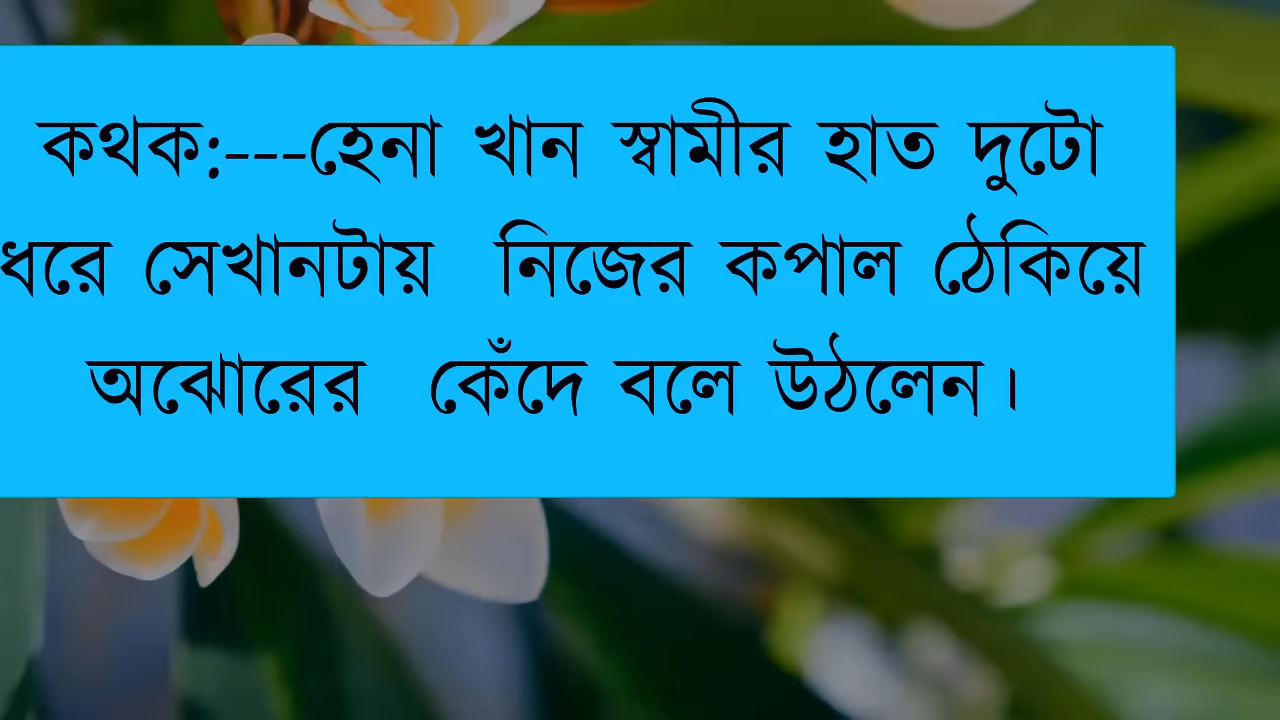 কথক:---হেনা খান স্বামীর হাত দুটো
ধরে সেখানটায় নিজের কপাল ঠেকিয়ে
অঝোরের কেঁদে বলে উঠলেন।